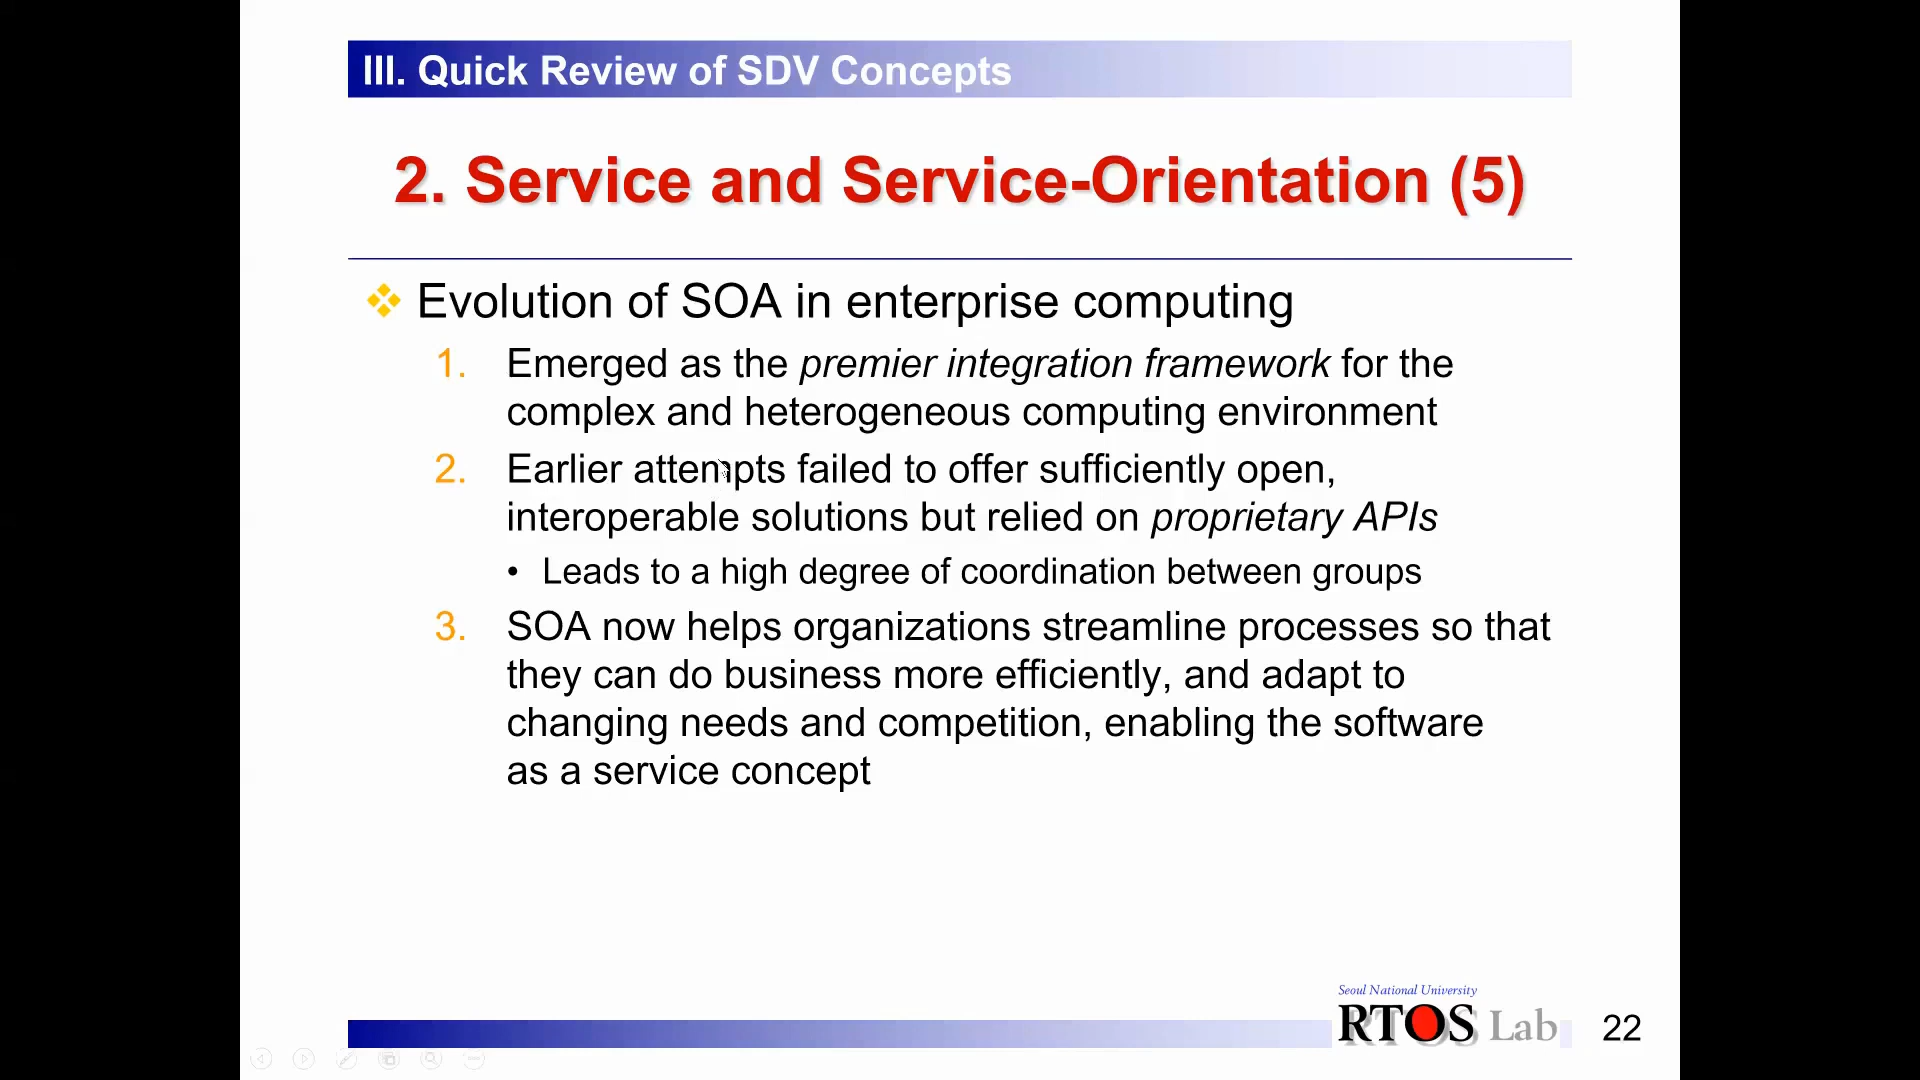 III. Quick Review of SDV Concepts
2. Service and Service-Orientation (5)
Evolution of SOA in enterprise computing
1. Emerged as the premier integration framework for the
complex and heterogeneous computing environment
2. Earlier attempts failed to offer sufficiently open,
interoperable solutions but relied on proprietary APIs
• Leads to a high degree of coordination between groups
3. SOA now helps organizations streamline processes so that
they can do business more efficiently, and adapt to
changing needs and competition, enabling the software
as a service concept
Seoul National University
RTOS Lab
22